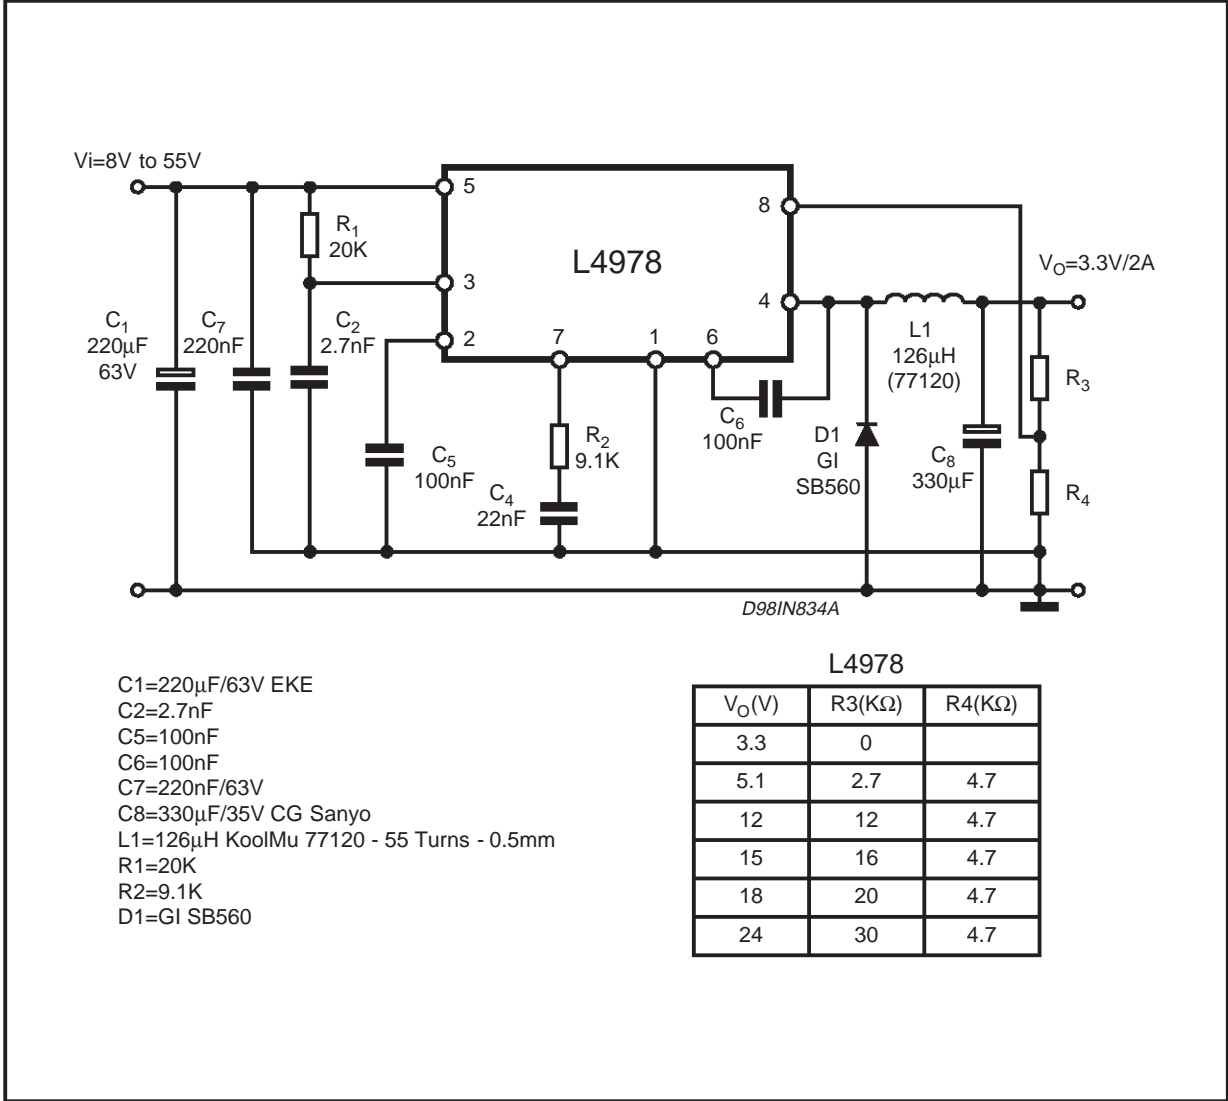 Vi=8V to 55V
5
R1
20K
8
L4978
VO=3.3V/2A
3
4
C1
220µF
63V
C7
220nF
C2
2.7nF
2
7
1
6
L1
126µH
(77120)
R3
C6
100nF
D1
GI
SB560
R2
9.1K
C5
100nF
C8
330µF
C4
22nF
R4
D98IN834A
C1=220µF/63V EKE
C2=2.7nF
C5=100nF
C6=100nF
C7=220nF/63V
C8=330µF/35V CG Sanyo
L1=126µH KoolMu 77120 - 55 Turns - 0.5mm
R1=20K
R2=9.1K
D1=GI SB560
L4978
VO(V) R3(KΩ) R4(KΩ)
3.3 0
5.1 2.7 4.7
12 12 4.7
15 16 4.7
18 20 4.7
24 30 4.7